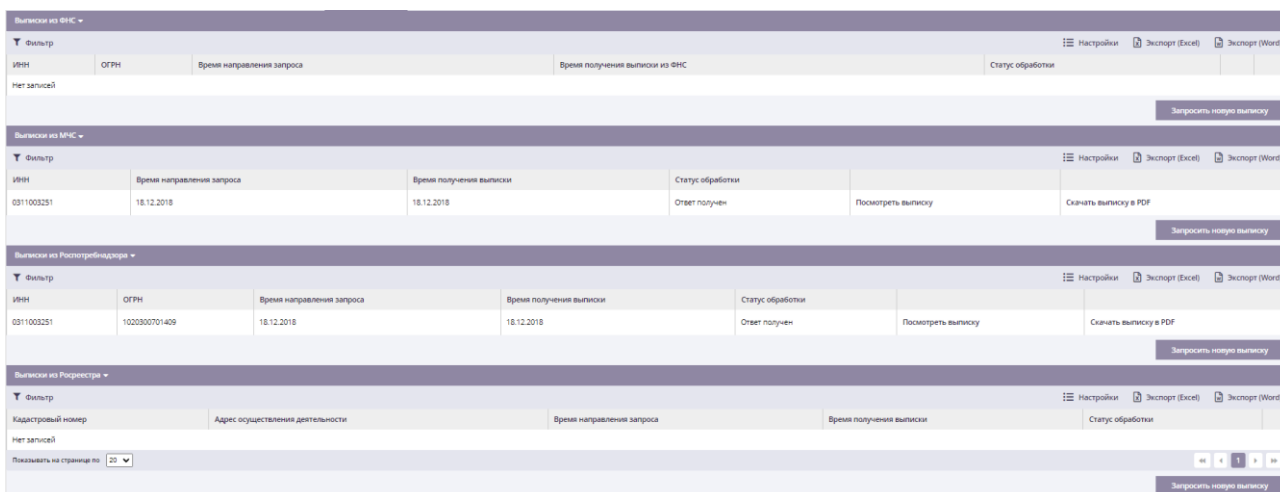 Выписки из ФНС
Фильтр Настройки Экспорт (Excel) Экспорт (Word
ИНН ОГРН Время направления запроса Время получения выписки из ФНС Статус обработки
Нет записей
Запросить новую выписку
Выписки из МЧС
Фильтр Настройки Экспорт (Excel) Экспорт (Word
ИНН Время направления запроса Время получения выписки Статус обработки
0311003251 18.12.2018 18.12.2018 Ответ получен Посмотреть выписку Скачать выписку в PDF
Запросить новую выписку
Выписки из Роспотребнадзора
Фильтр Настройки Экспорт (Excel) Экспорт (Word
ИНН ОГРН Время направления запроса Время получения выписки Статус обработки
0311003251 1020300701409 18.12.2018 18.12.2018 Ответ получен Посмотреть выписку Скачать выписку в PDF
Запросить новую выписку
Выписки из Росреестра
Фильтр Настройки Экспорт (Excel) Экспорт (Word
Кадастровый номер Адрес осуществления деятельности Время направления запроса Время получения выписки Статус обработки
Нет записей
Показывать на странице по 20 1
Запросить новую выписку